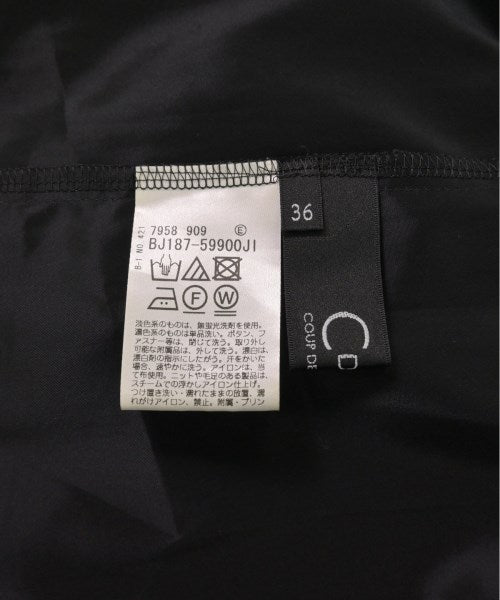 B-1 NO.421
7958 909 Ⓔ
BJ187-59900JI
F W
淡色系のものは、無蛍光洗剤を使用。
濃色系のものは単品洗い。ボタン、フ
ァスナー等は、閉じて洗う。取り外し
可能な附属品は、外して洗う。漂白は、
漂白剤の指示にしたがう。汗をかいた
場合、速やかに洗う。アイロンは、当
て布使用。ニットや毛足のある製品は、
スチームでの浮かしアイロン仕上げ。
つけ置き洗い・濡れたままの放置、濡
れがけアイロン、禁止。附属・プリン
36
COUP DE